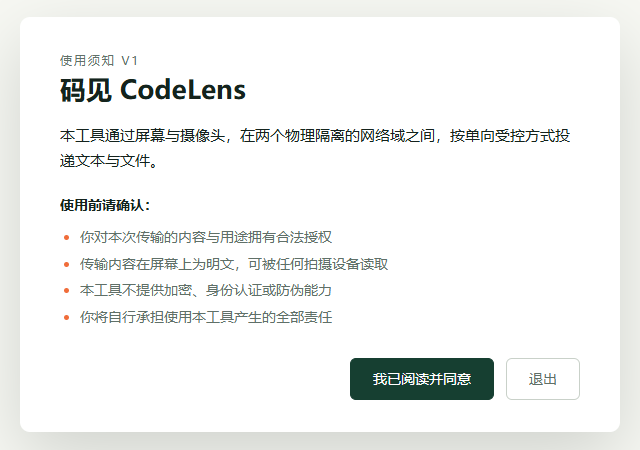 使用须知 V1
码见 CodeLens
本工具通过屏幕与摄像头，在两个物理隔离的网络域之间，按单向受控方式投
递文本与文件。
使用前请确认：
你对本次传输的内容与用途拥有合法授权
传输内容在屏幕上为明文，可被任何拍摄设备读取
本工具不提供加密、身份认证或防伪能力
你将自行承担使用本工具产生的全部责任
我已阅读并同意
退出